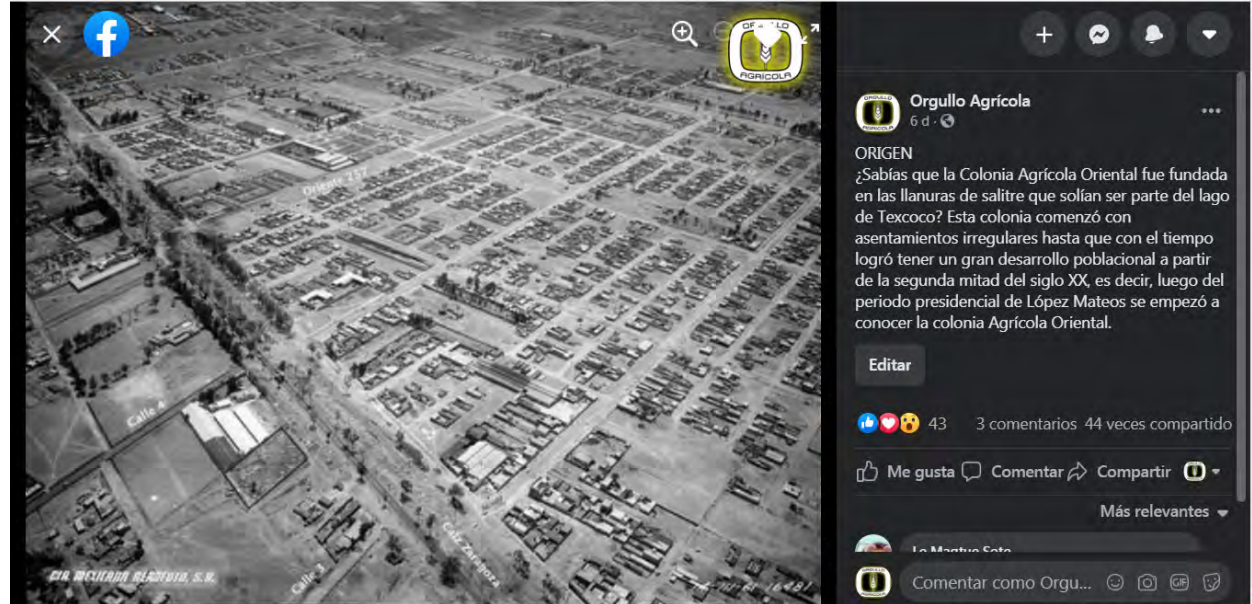 ORGULLO
AGRÍCOLA
Oriente 257
Calle 4
Calz Zaragoza
Calle 3
CIA. MEXICANA AEROFOTO, S.A.
Orgullo Agrícola
6 d
ORIGEN
¿Sabías que la Colonia Agrícola Oriental fue fundada
en las llanuras de salitre que solían ser parte del lago
de Texcoco? Esta colonia comenzó con
asentamientos irregulares hasta que con el tiempo
logró tener un gran desarrollo poblacional a partir
de la segunda mitad del siglo XX, es decir, luego del
periodo presidencial de López Mateos se empezó a
conocer la colonia Agrícola Oriental.
Editar
43 3 comentarios 44 veces compartido
Me gusta Comentar Compartir
Más relevantes
Comentar como Orgu... GIF